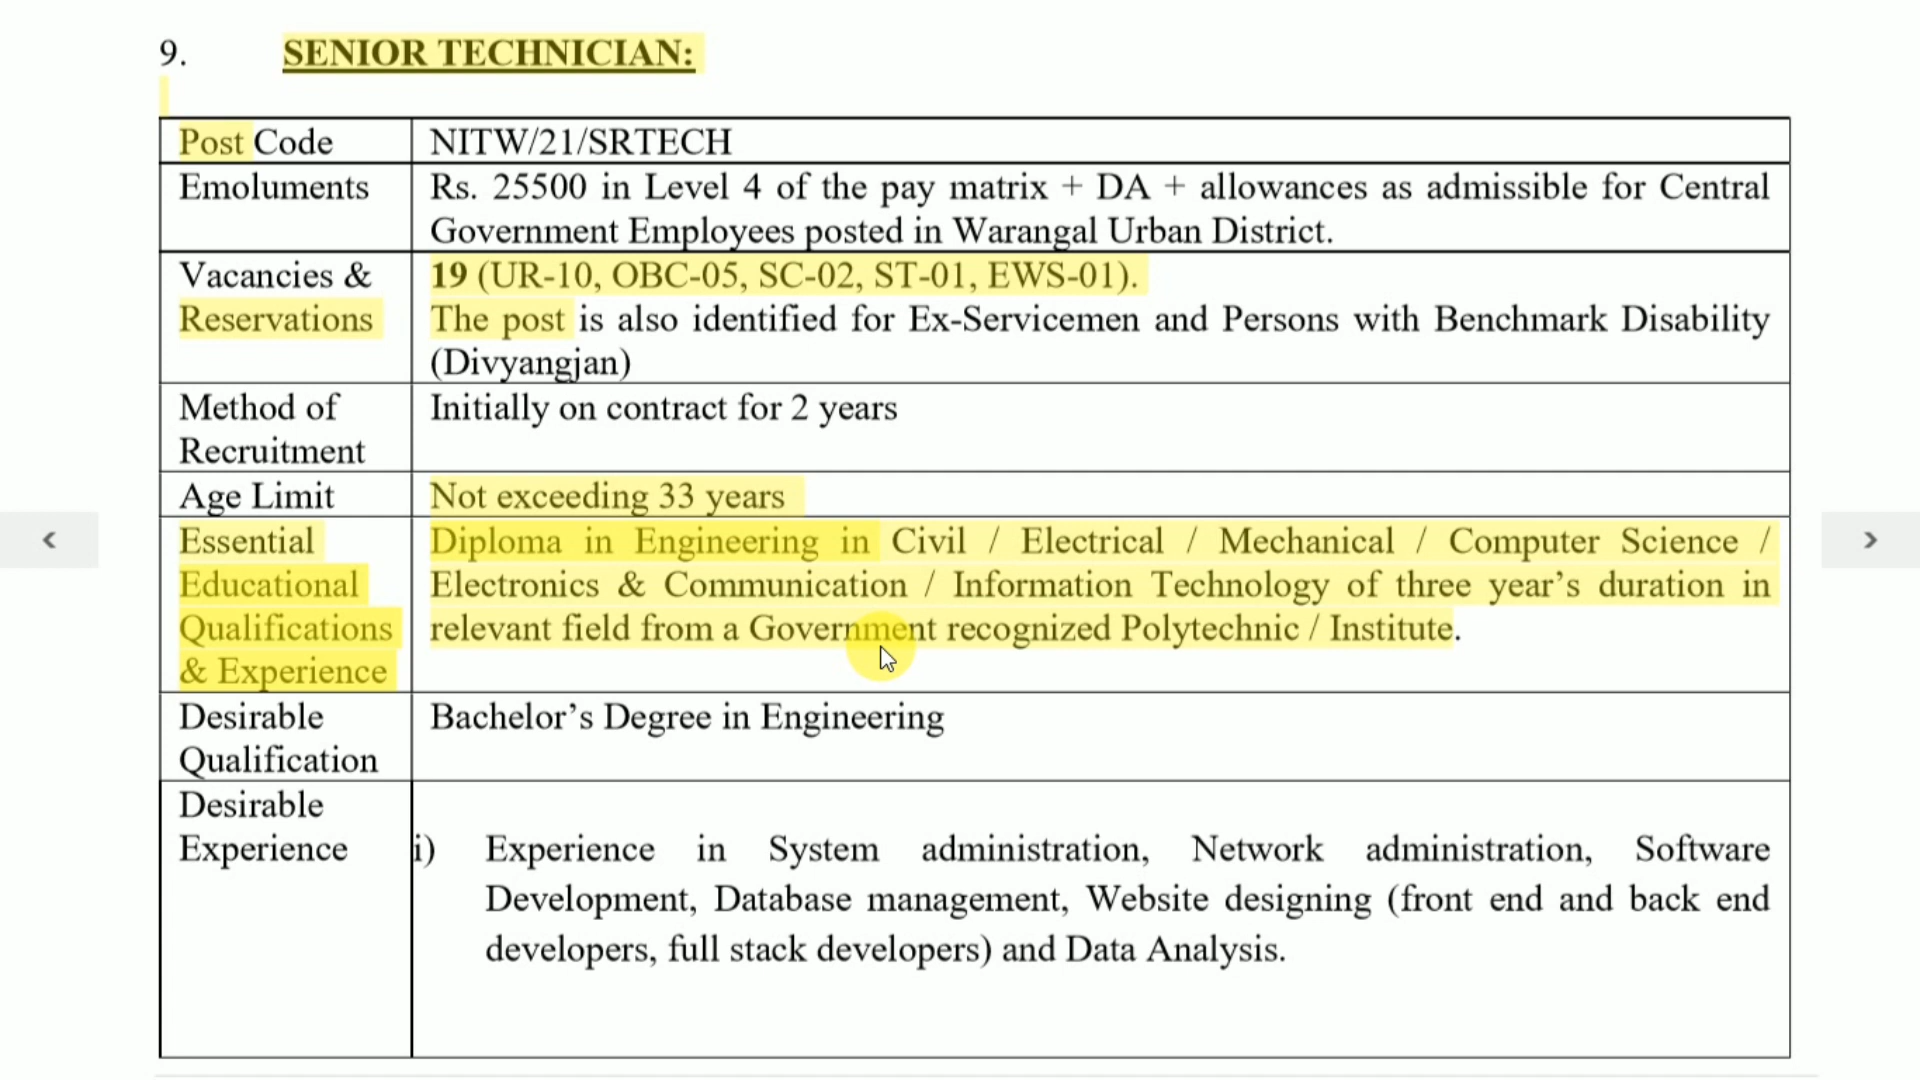 9. SENIOR TECHNICIAN:
Post Code NITW/21/SRTECH
Emoluments Rs. 25500 in Level 4 of the pay matrix + DA + allowances as admissible for Central
Government Employees posted in Warangal Urban District.
Vacancies & 19 (UR-10, OBC-05, SC-02, ST-01, EWS-01).
Reservations The post is also identified for Ex-Servicemen and Persons with Benchmark Disability
(Divyangjan)
Method of Initially on contract for 2 years
Recruitment
Age Limit Not exceeding 33 years
Essential Diploma in Engineering in Civil / Electrical / Mechanical / Computer Science /
Educational Electronics & Communication / Information Technology of three year’s duration in
Qualifications relevant field from a Government recognized Polytechnic / Institute.
& Experience
Desirable Bachelor’s Degree in Engineering
Qualification
Desirable
Experience i) Experience in System administration, Network administration, Software
Development, Database management, Website designing (front end and back end
developers, full stack developers) and Data Analysis.